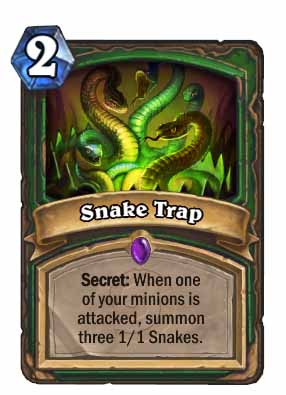 2
Snake Trap
Secret: When one
of your minions is
attacked, summon
three 1/1 Snakes.